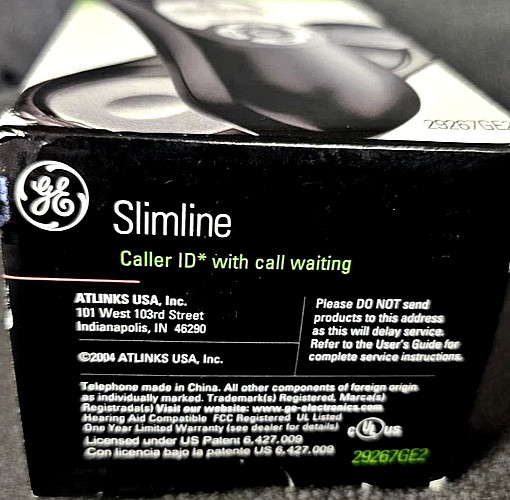 29267GE2
GE
Slimline
Caller ID* with call waiting
ATLINKS USA, Inc.
101 West 103rd Street
Indianapolis, IN 46290
©2004 ATLINKS USA, Inc.
Please DO NOT send
products to this address
as this will delay service.
Refer to the User's Guide for
complete service instructions.
Telephone made in China. All other components of foreign origin
as individually marked. Trademark(s) Registered, Marca(s)
Registrada(s) Visit our website: www.ge-electronics.com
Hearing Aid Compatible FCC Registered UL Listed
One Year Limited Warranty (see dealer for details)
c UL US
Licensed under US Patent 6,427,009
Con licencia bajo la patente US 6,427,009
29267GE2